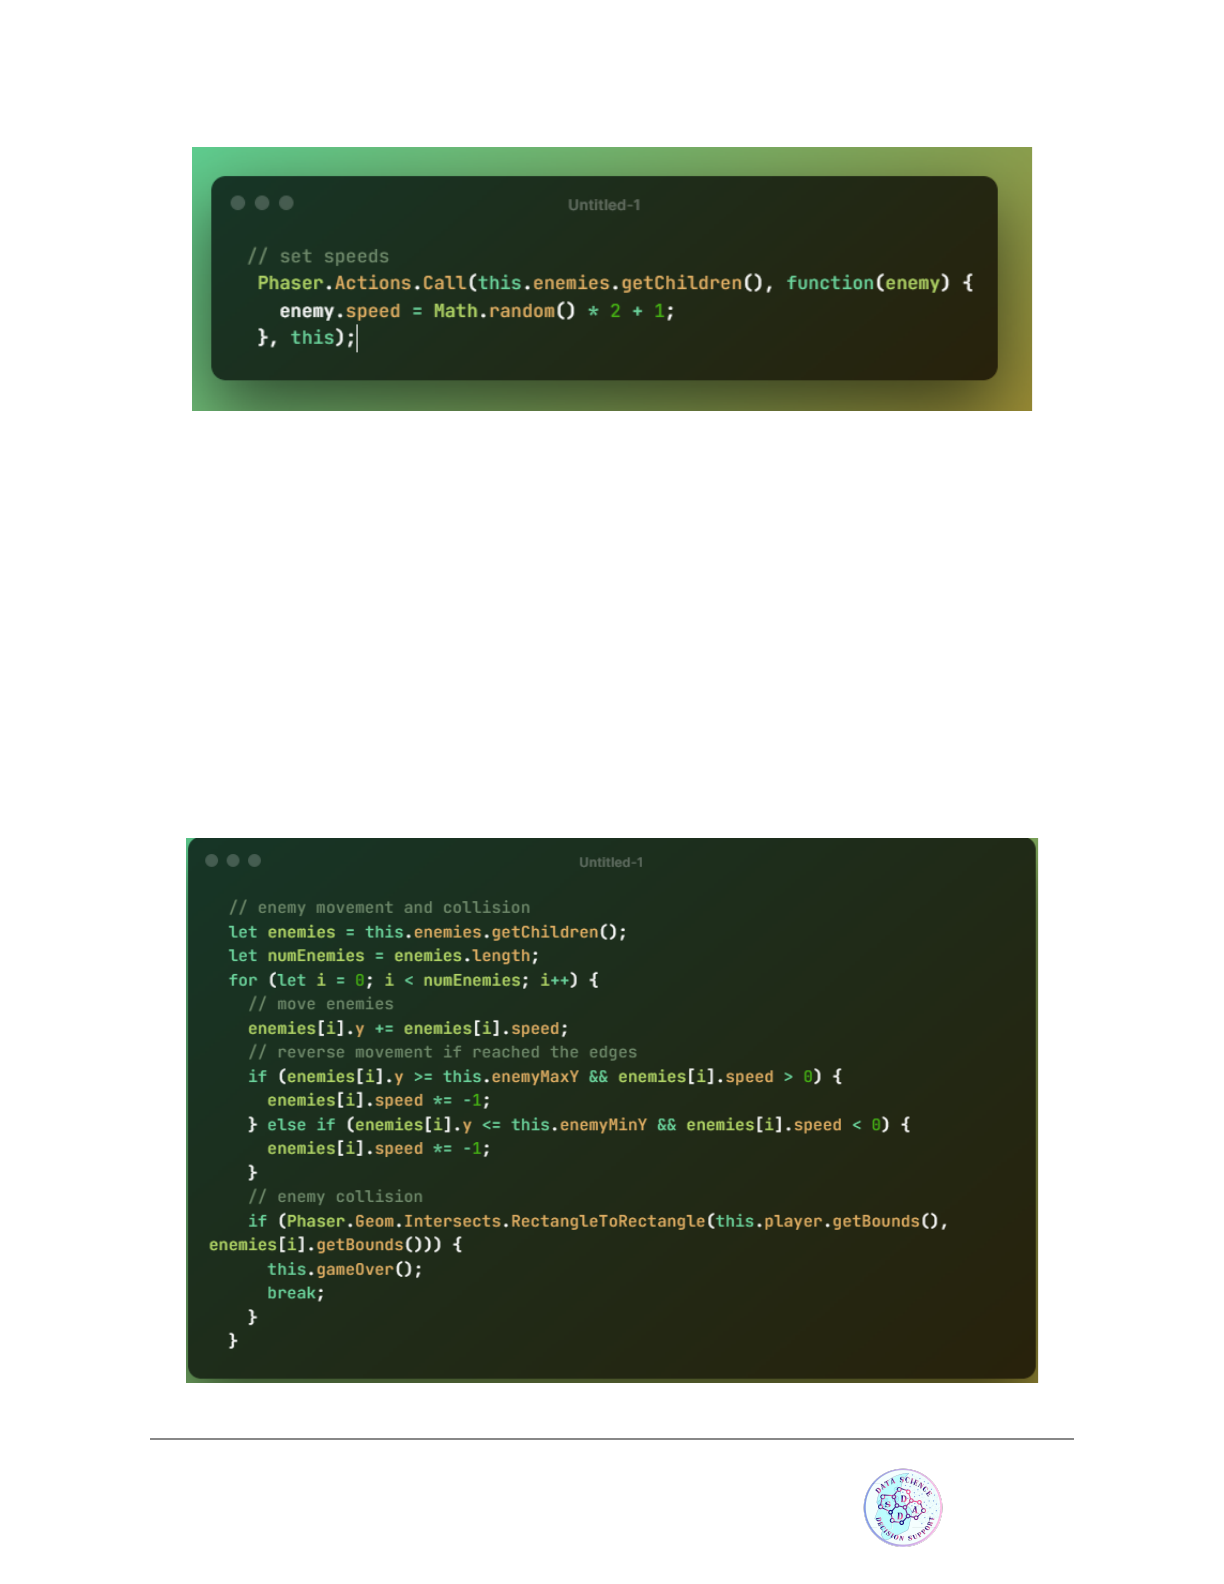 Untitled-1
// set speeds
Phaser.Actions.Call(this.enemies.getChildren(), function(enemy) {
enemy.speed = Math.random() * 2 + 1;
}, this);
Untitled-1
// enemy movement and collision
let enemies = this.enemies.getChildren();
let numEnemies = enemies.length;
for (let i = 0; i < numEnemies; i++) {
// move enemies
enemies[i].y += enemies[i].speed;
// reverse movement if reached the edges
if (enemies[i].y >= this.enemyMaxY && enemies[i].speed > 0) {
enemies[i].speed *= -1;
} else if (enemies[i].y <= this.enemyMinY && enemies[i].speed < 0) {
enemies[i].speed *= -1;
}
// enemy collision
if (Phaser.Geom.Intersects.RectangleToRectangle(this.player.getBounds(),
enemies[i].getBounds())) {
this.gameOver();
break;
}
}
DATA SCIENCE
D
S
A
D
DECISION SUPPORT